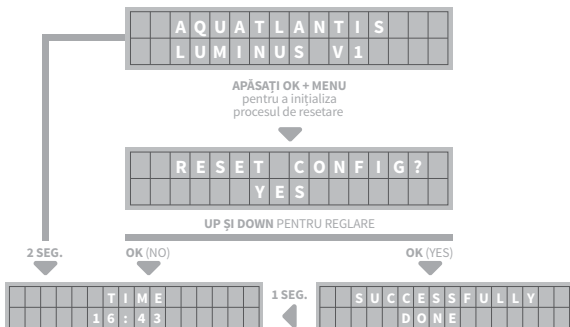 AQUATLANTIS
LUMINUS V1
APĂSAȚI OK + MENU
pentru a inițializa
procesul de resetare
RESET CONFIG?
YES
UP ȘI DOWN PENTRU REGLARE
2 SEG.
OK (NO)
OK (YES)
TIME
16:43
1 SEG.
SUCCESSFULLY
DONE